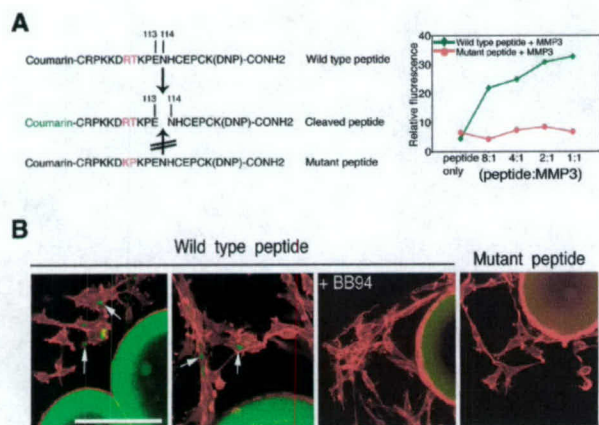 A
113 114
Coumarin-CRPKKDRTKPENHCEPCK(DNP)-CONH2 Wild type peptide
113 114
Coumarin-CRPKKDRTKPE NHCEPCK(DNP)-CONH2 Cleaved peptide
Coumarin-CRPKKDKPKPENHCEPCK(DNP)-CONH2 Mutant peptide
Relative fluorescence
40
30
20
10
0
Wild type peptide + MMP3
Mutant peptide + MMP3
peptide only 8:1 4:1 2:1 1:1
(peptide:MMP3)
B
Wild type peptide
Mutant peptide
+ BB94